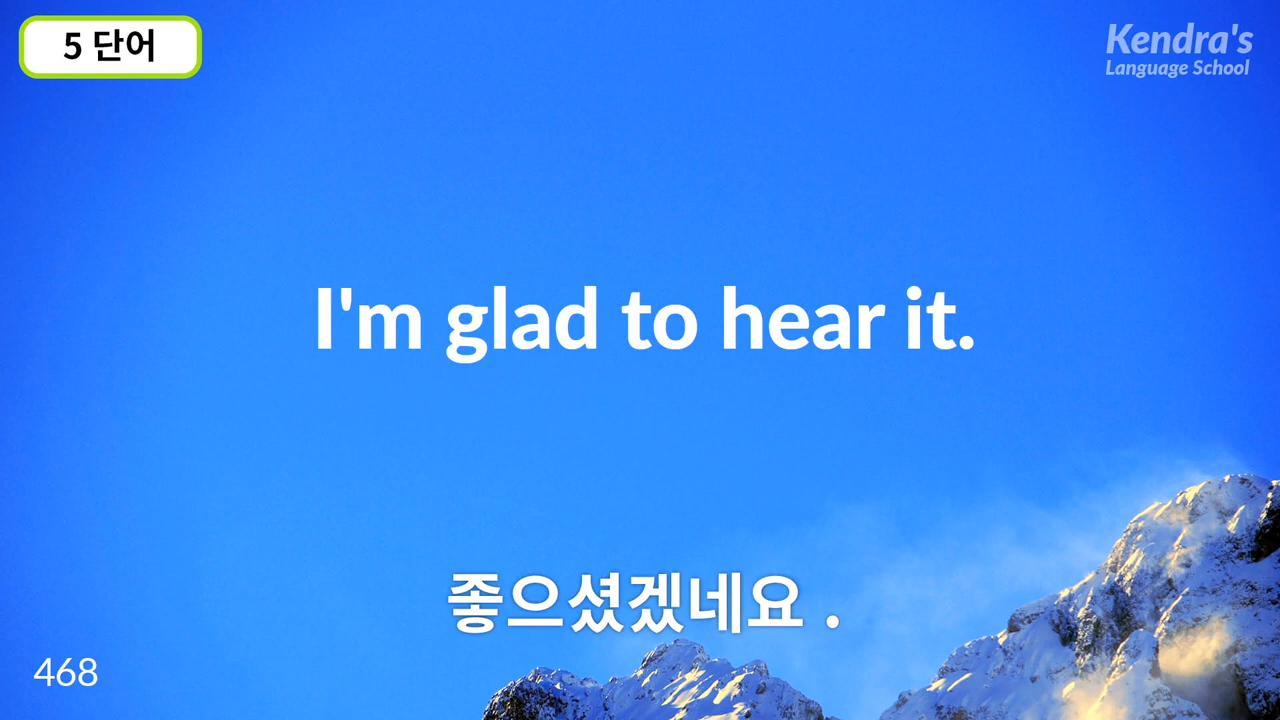 5 단어
Kendra's
Language School
I'm glad to hear it.
좋으셨겠네요 .
468